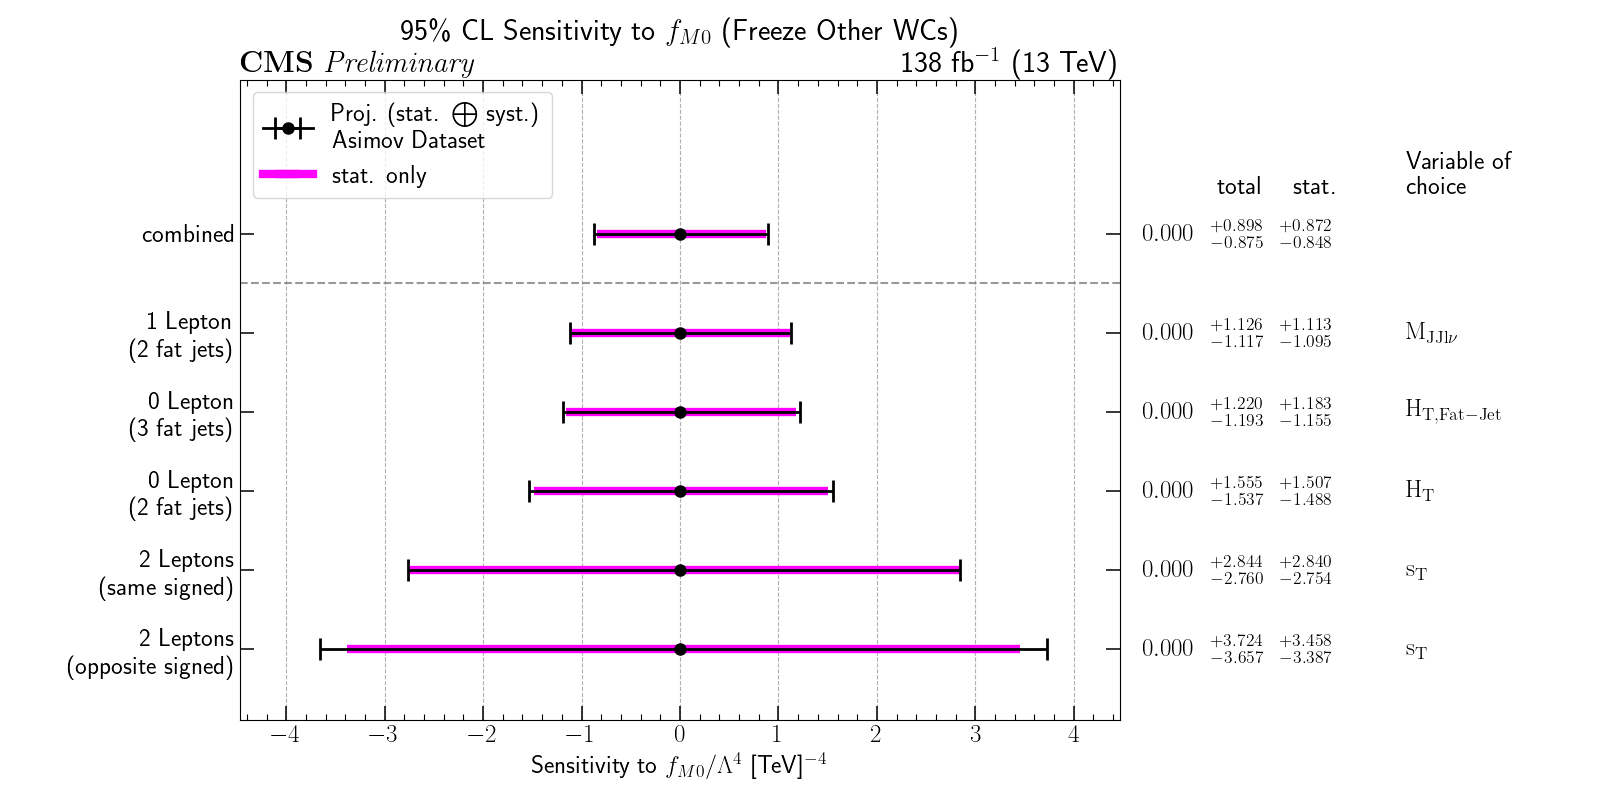 95% CL Sensitivity to f_{M0} (Freeze Other WCs)
CMS Preliminary 138 fb^{−1} (13 TeV)
Proj. (stat. ⨁ syst.)
Asimov Dataset
stat. only
total stat. Variable of
choice
combined 0.000 +0.898 −0.875 +0.872 −0.848
1 Lepton
(2 fat jets) 0.000 +1.126 −1.117 +1.113 −1.095 M_{JJlν}
0 Lepton
(3 fat jets) 0.000 +1.220 −1.193 +1.183 −1.155 H_{T,Fat−Jet}
0 Lepton
(2 fat jets) 0.000 +1.555 −1.537 +1.507 −1.488 H_T
2 Leptons
(same signed) 0.000 +2.844 −2.760 +2.840 −2.754 s_T
2 Leptons
(opposite signed) 0.000 +3.724 −3.657 +3.458 −3.387 s_T
−4 −3 −2 −1 0 1 2 3 4
Sensitivity to f_{M0}/Λ^4 [TeV]^{−4}